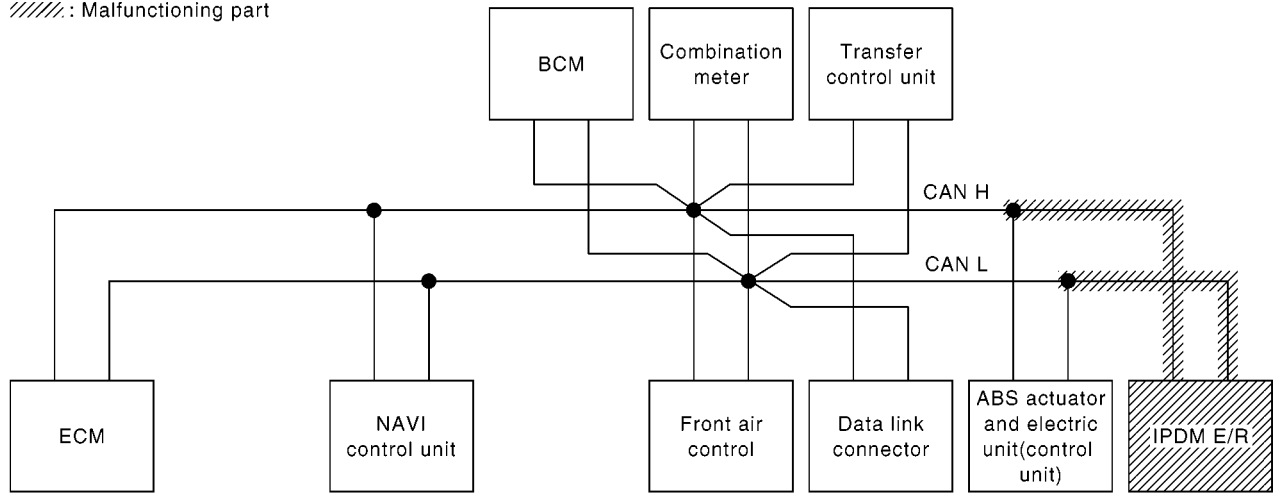 : Malfunctioning part
BCM
Combination
meter
Transfer
control unit
CAN H
CAN L
ECM
NAVI
control unit
Front air
control
Data link
connector
ABS actuator
and electric
unit(control
unit)
IPDM E/R